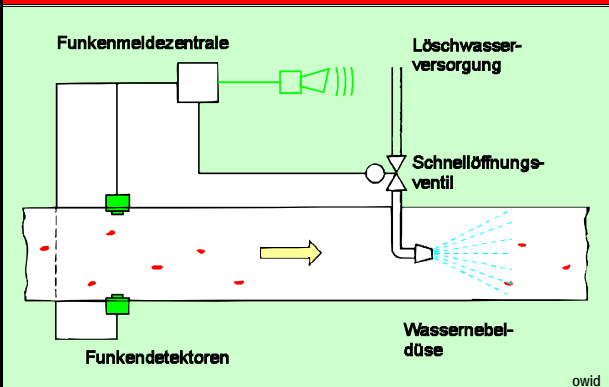 Funkenmeldezentrale
Löschwasser-
versorgung
Schnellöffnungs-
ventil
Wassernebel-
düse
Funkendetektoren
owid